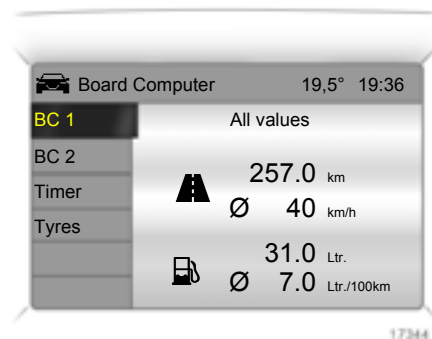 Board Computer 19,5° 19:36
BC 1
All values
BC 2
Timer
Tyres
257.0 km
Ø 40 km/h
31.0 Ltr.
Ø 7.0 Ltr./100km
17344